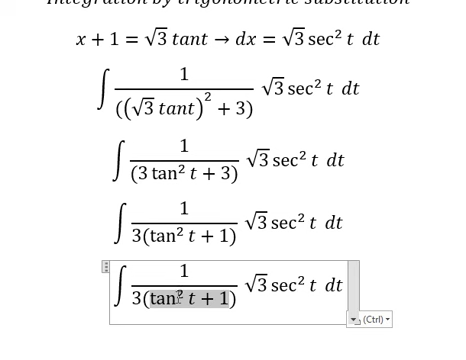 Integration by trigonometric substitution
x + 1 = √3 tant → dx = √3 sec² t dt
∫ 1/((√3 tant)² + 3) √3 sec² t dt
∫ 1/(3 tan² t + 3) √3 sec² t dt
∫ 1/3(tan² t + 1) √3 sec² t dt
∫ 1/3(tan² t + 1) √3 sec² t dt
(Ctrl)